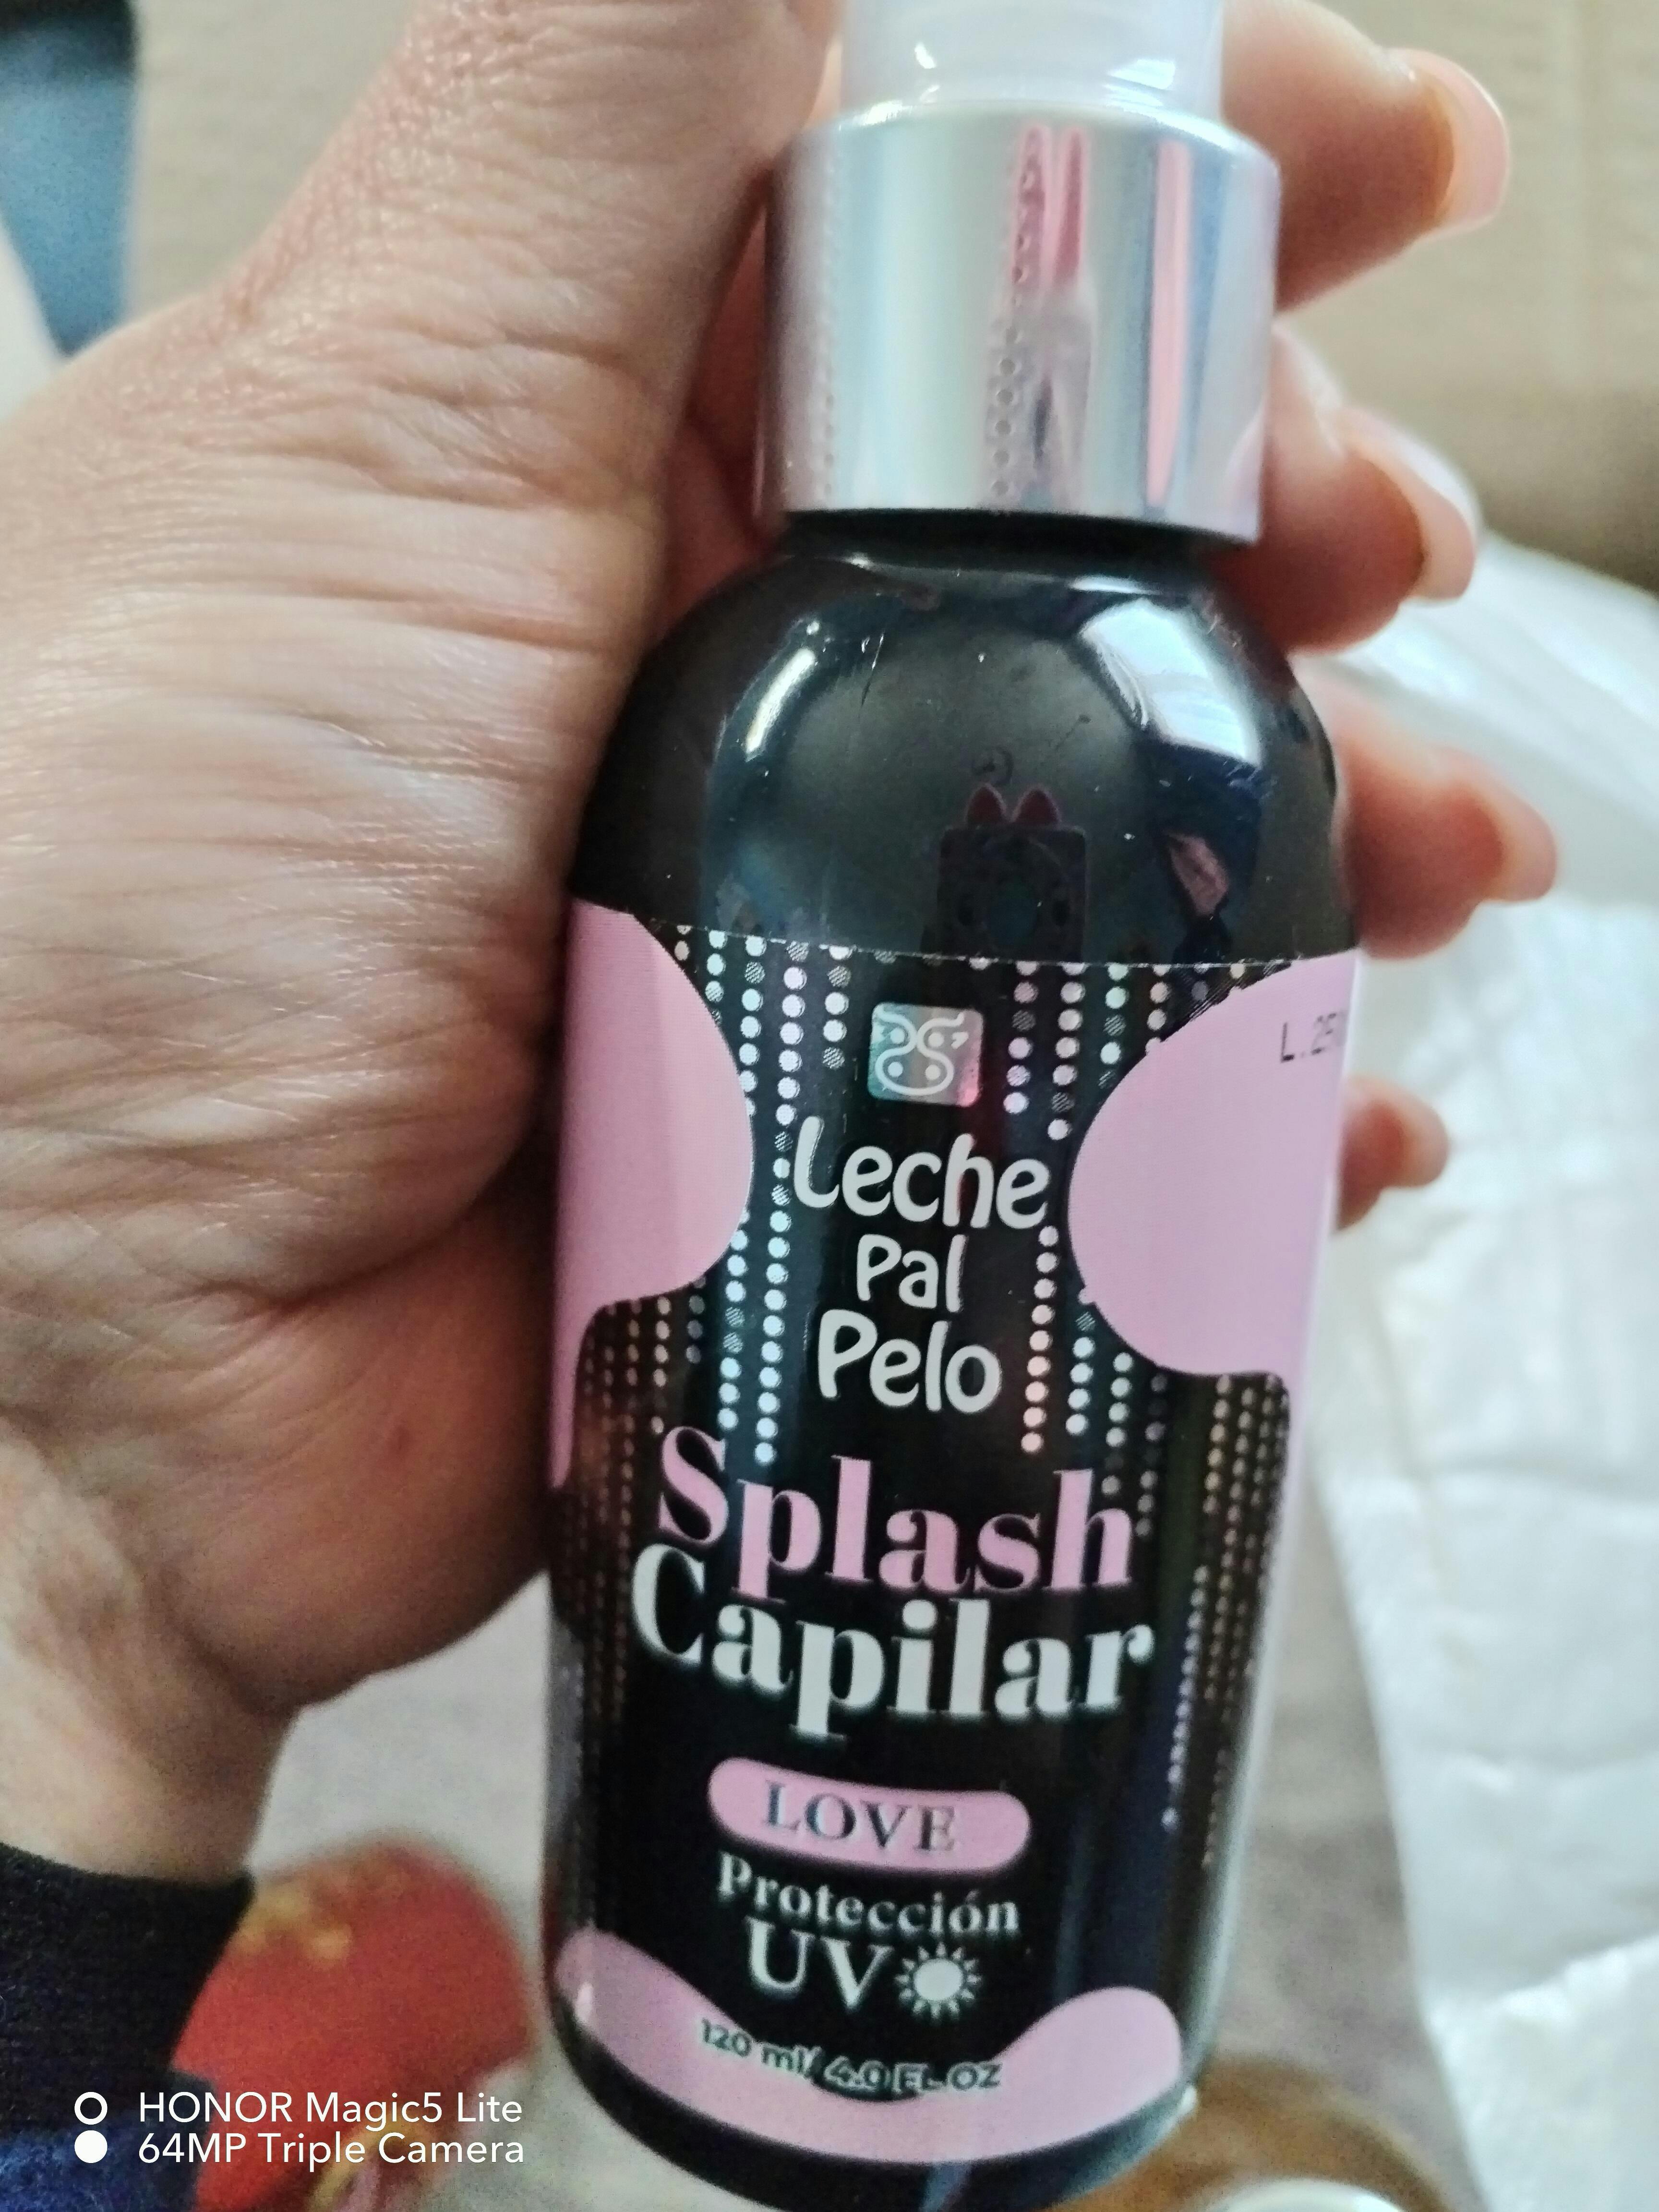 Leche
Pal
Pelo
Splash
Capilar
LOVE
Protección
UV
120 ml/ 4.0 FL OZ
HONOR Magic5 Lite
64MP Triple Camera